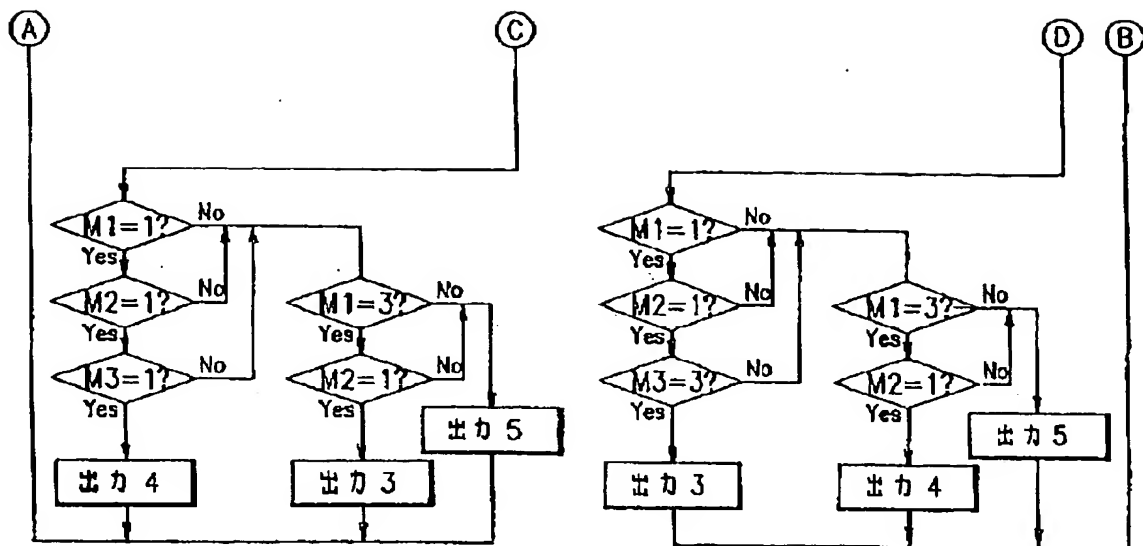 A
C
D
B
M1=1?
No
Yes
M2=1?
No
Yes
M3=1?
No
Yes
M1=3?
No
Yes
M2=1?
No
Yes
出力5
出力4
出力3
M1=1?
No
Yes
M2=1?
No
Yes
M3=3?
No
Yes
M1=3?
No
Yes
M2=1?
No
Yes
出力5
出力3
出力4